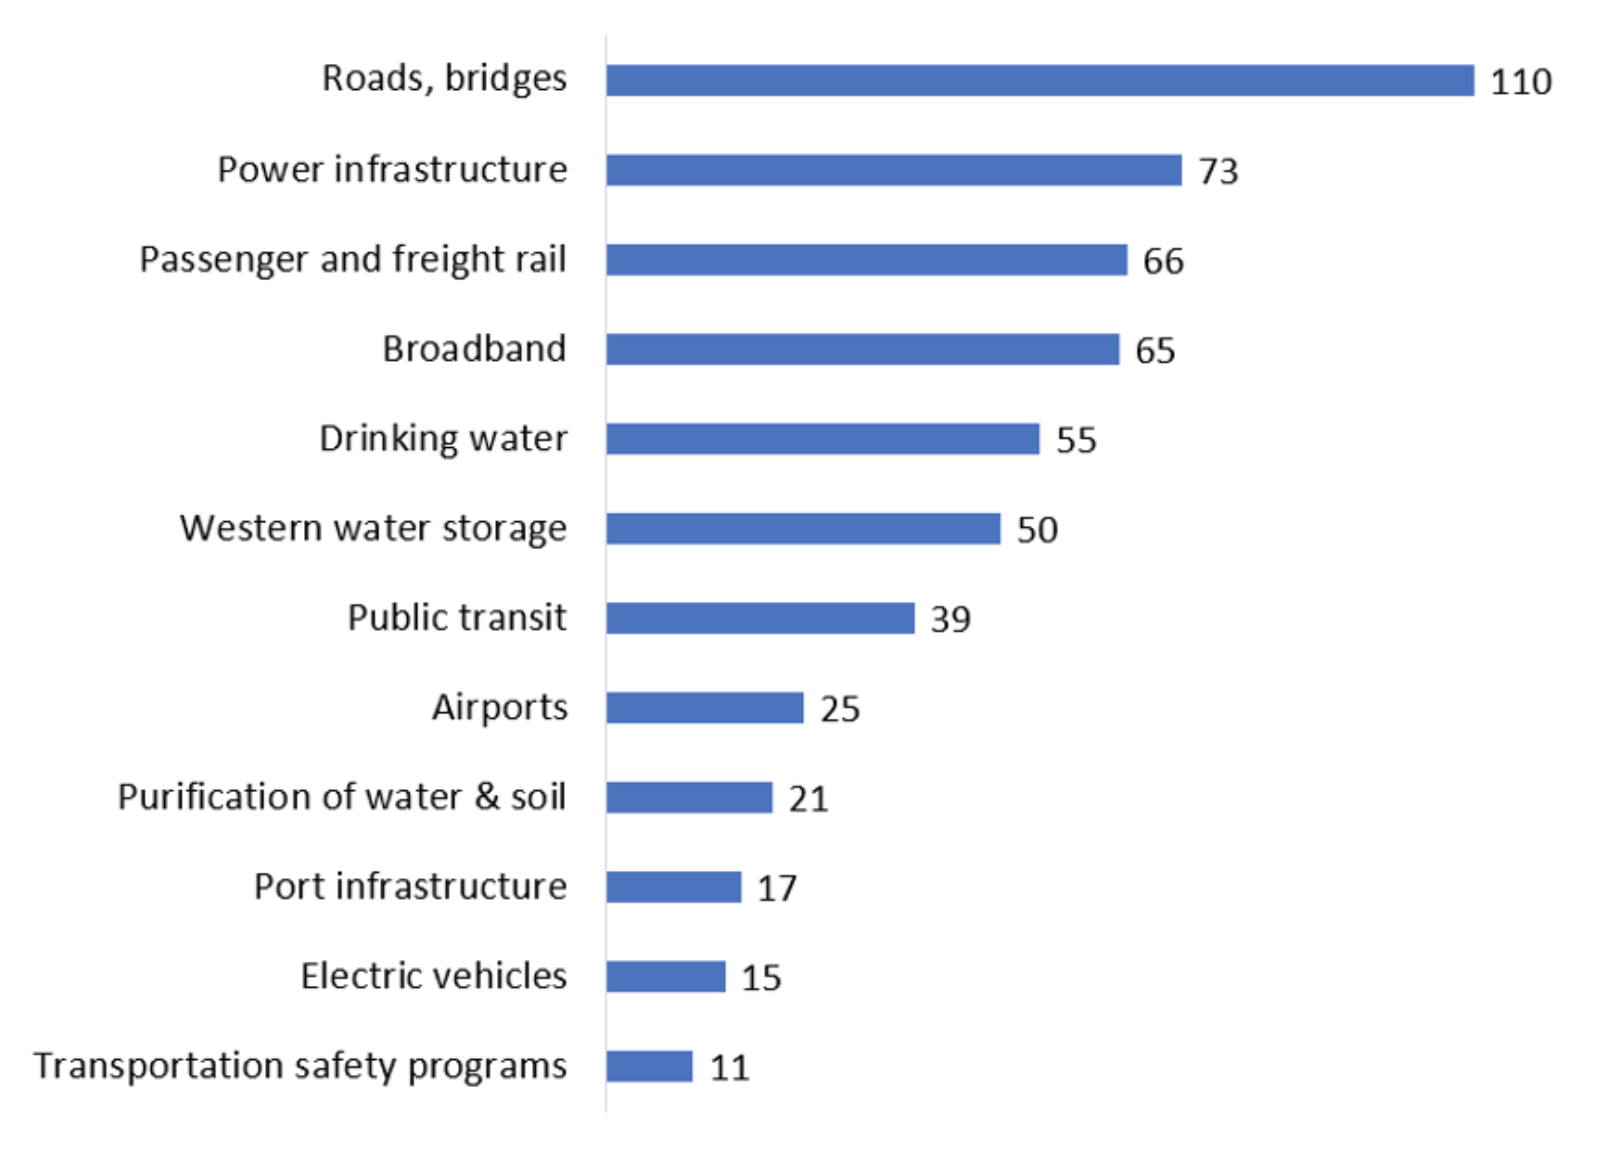 Roads, bridges 110
Power infrastructure 73
Passenger and freight rail 66
Broadband 65
Drinking water 55
Western water storage 50
Public transit 39
Airports 25
Purification of water & soil 21
Port infrastructure 17
Electric vehicles 15
Transportation safety programs 11